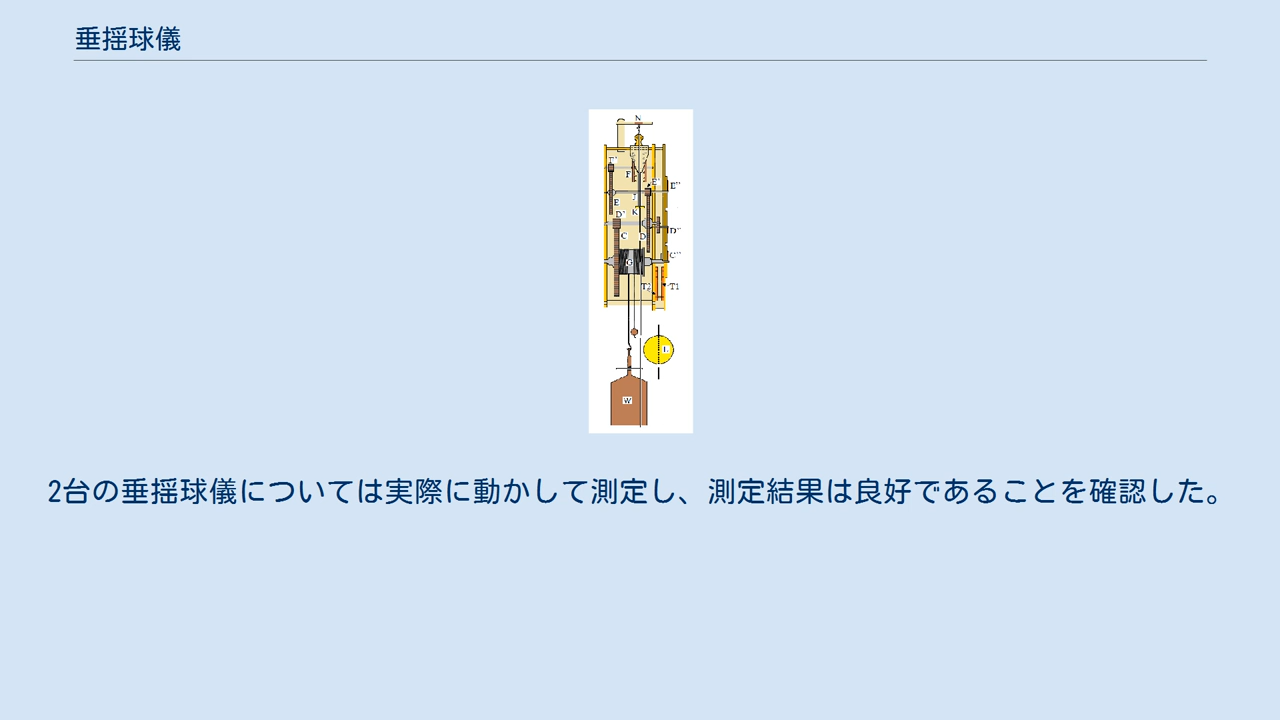 垂揺球儀
N
F
E'
E''
J
E
K
D'
C
D
D''
G
C''
T2
T1
L
W
2台の垂揺球儀については実際に動かして測定し、測定結果は良好であることを確認した。